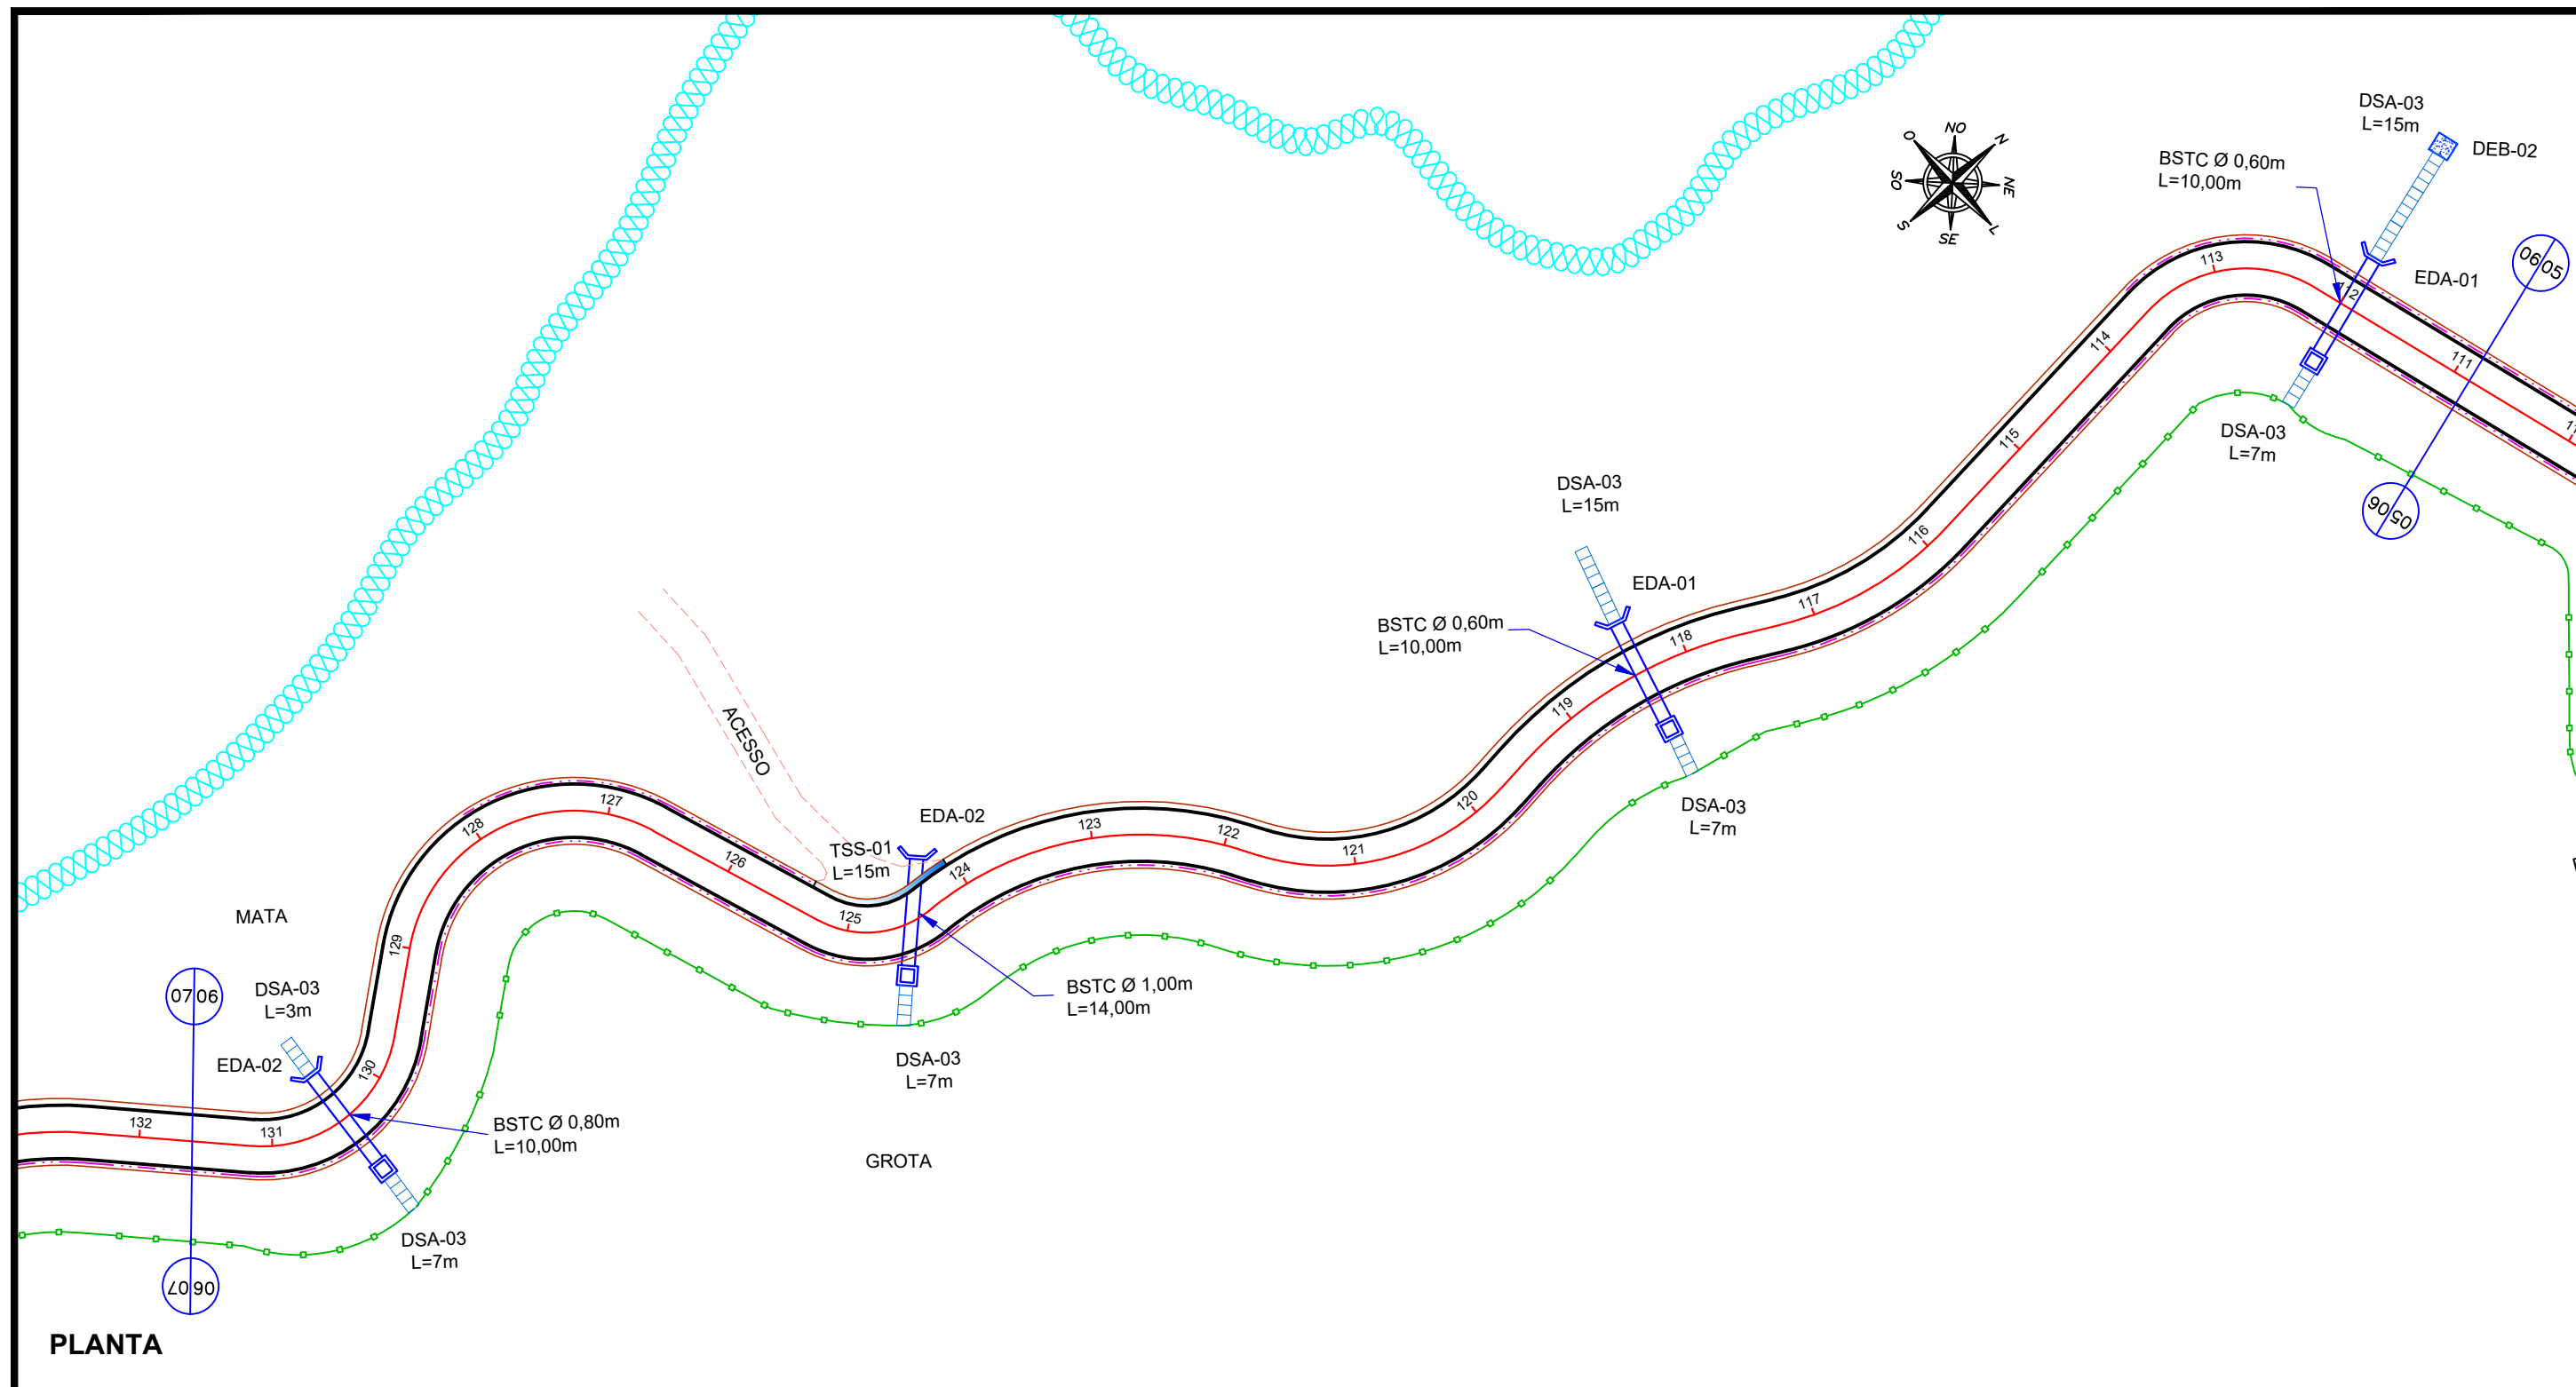 DSA-03
L=15m
DEB-02
BSTC Ø 0,60m
L=10,00m
NO
N
NE
L
SE
S
SO
O
EDA-01
06 05
113
112
111
114
115
116
DSA-03
L=7m
05 06
DSA-03
L=15m
EDA-01
BSTC Ø 0,60m
L=10,00m
117
118
119
120
121
122
123
124
125
126
127
128
129
130
131
132
ACESSO
EDA-02
TSS-01
L=15m
DSA-03
L=7m
MATA
07 06
DSA-03
L=3m
EDA-02
BSTC Ø 1,00m
L=14,00m
DSA-03
L=7m
BSTC Ø 0,80m
L=10,00m
GROTA
DSA-03
L=7m
06 07
PLANTA